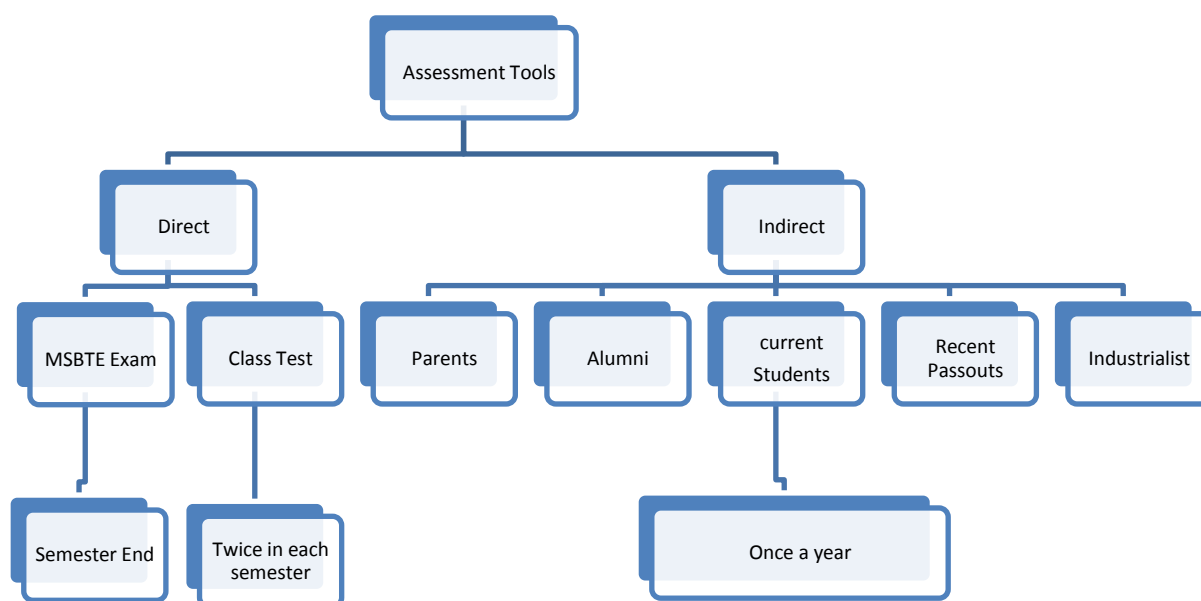 Assessment Tools
Direct
Indirect
MSBTE Exam
Class Test
Parents
Alumni
current
Students
Recent
Passouts
Industrialist
Semester End
Twice in each
semester
Once a year